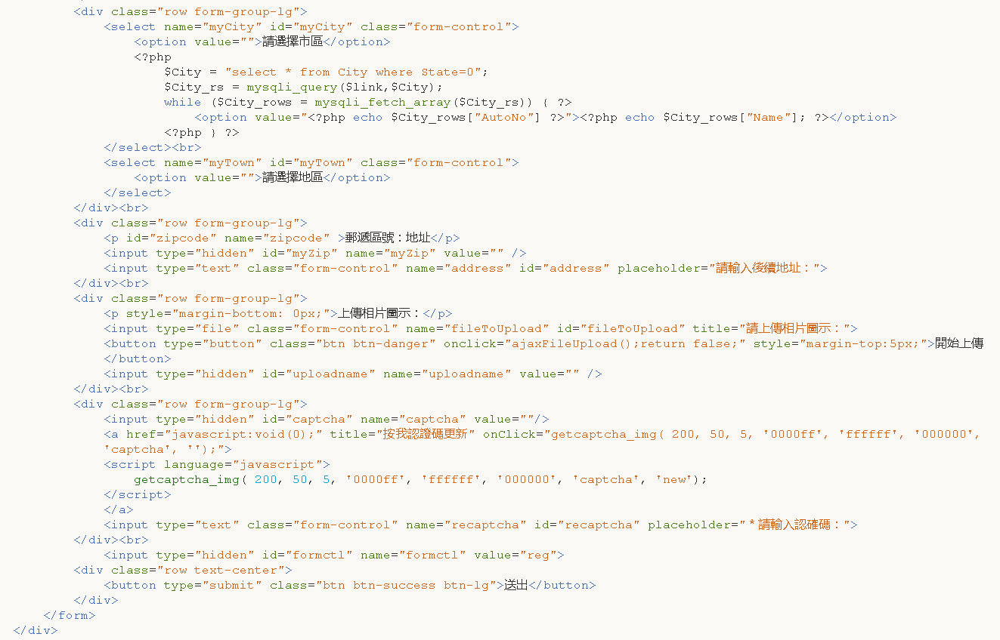 <div class="row form-group-lg">
<select name="myCity" id="myCity" class="form-control">
<option value="">請選擇市區</option>
<?php
$City = "select * from City where State=0";
$City_rs = mysqli_query($link,$City);
while ($City_rows = mysqli_fetch_array($City_rs)) { ?>
<option value="<?php echo $City_rows["AutoNo"] ?>"><?php echo $City_rows["Name"]; ?></option>
<?php } ?>
</select><br>
<select name="myTown" id="myTown" class="form-control">
<option value="">請選擇地區</option>
</select>
</div><br>
<div class="row form-group-lg">
<p id="zipcode" name="zipcode" >郵遞區號：地址</p>
<input type="hidden" id="myZip" name="myZip" value="" />
<input type="text" class="form-control" name="address" id="address" placeholder="請輸入後續地址：">
</div><br>
<div class="row form-group-lg">
<p style="margin-bottom: 0px;">上傳相片圖示：</p>
<input type="file" class="form-control" name="fileToUpload" id="fileToUpload" title="請上傳相片圖示：">
<button type="button" class="btn btn-danger" onclick="ajaxFileUpload();return false;" style="margin-top:5px;">開始上傳
</button>
<input type="hidden" id="uploadname" name="uploadname" value="" />
</div><br>
<div class="row form-group-lg">
<input type="hidden" id="captcha" name="captcha" value=""/>
<a href="javascript:void(0);" title="按我認證碼更新" onClick="getcaptcha_img( 200, 50, 5, '0000ff', 'ffffff', '000000',
'captcha', '');">
<script language="javascript">
getcaptcha_img( 200, 50, 5, '0000ff', 'ffffff', '000000', 'captcha', 'new');
</script>
</a>
<input type="text" class="form-control" name="recaptcha" id="recaptcha" placeholder="＊請輸入認確碼：">
</div><br>
<input type="hidden" id="formctl" name="formctl" value="reg">
<div class="row text-center">
<button type="submit" class="btn btn-success btn-lg">送出</button>
</div>
</form>
</div>